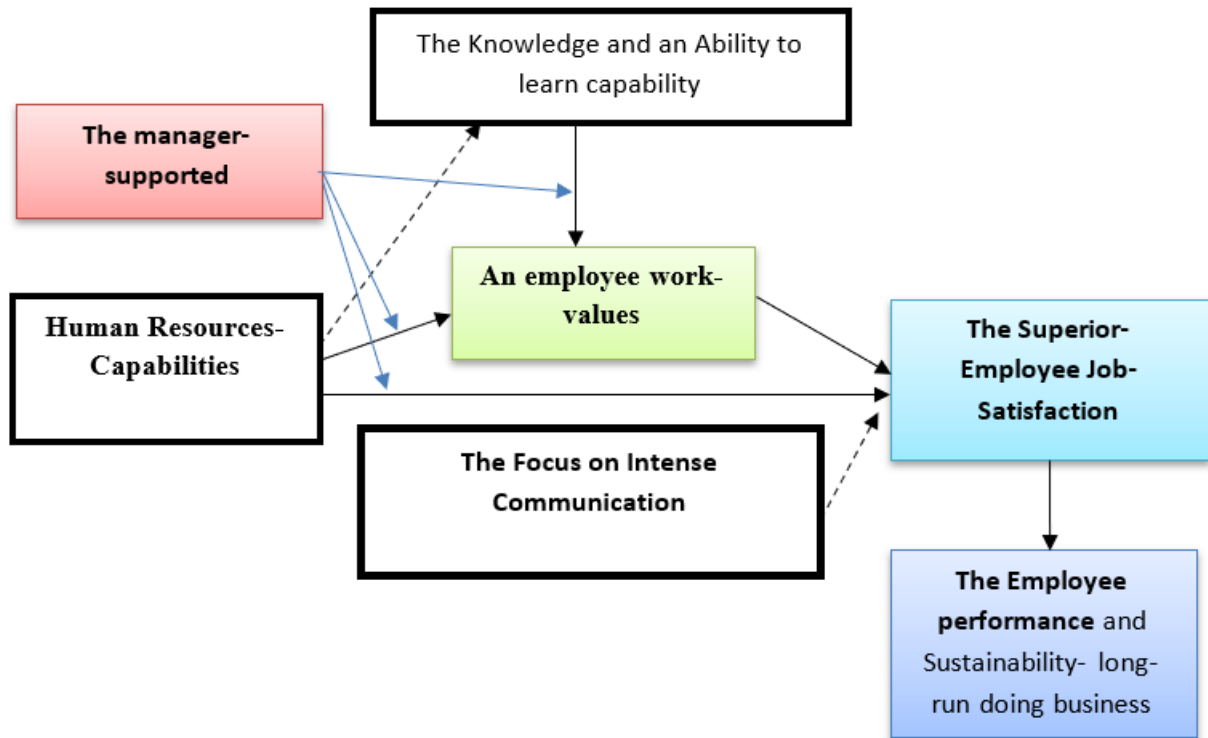 The Knowledge and an Ability to
learn capability
The manager-
supported
An employee work-
values
Human Resources-
Capabilities
The Superior-
Employee Job-
Satisfaction
The Focus on Intense
Communication
The Employee
performance and
Sustainability- long-
run doing business